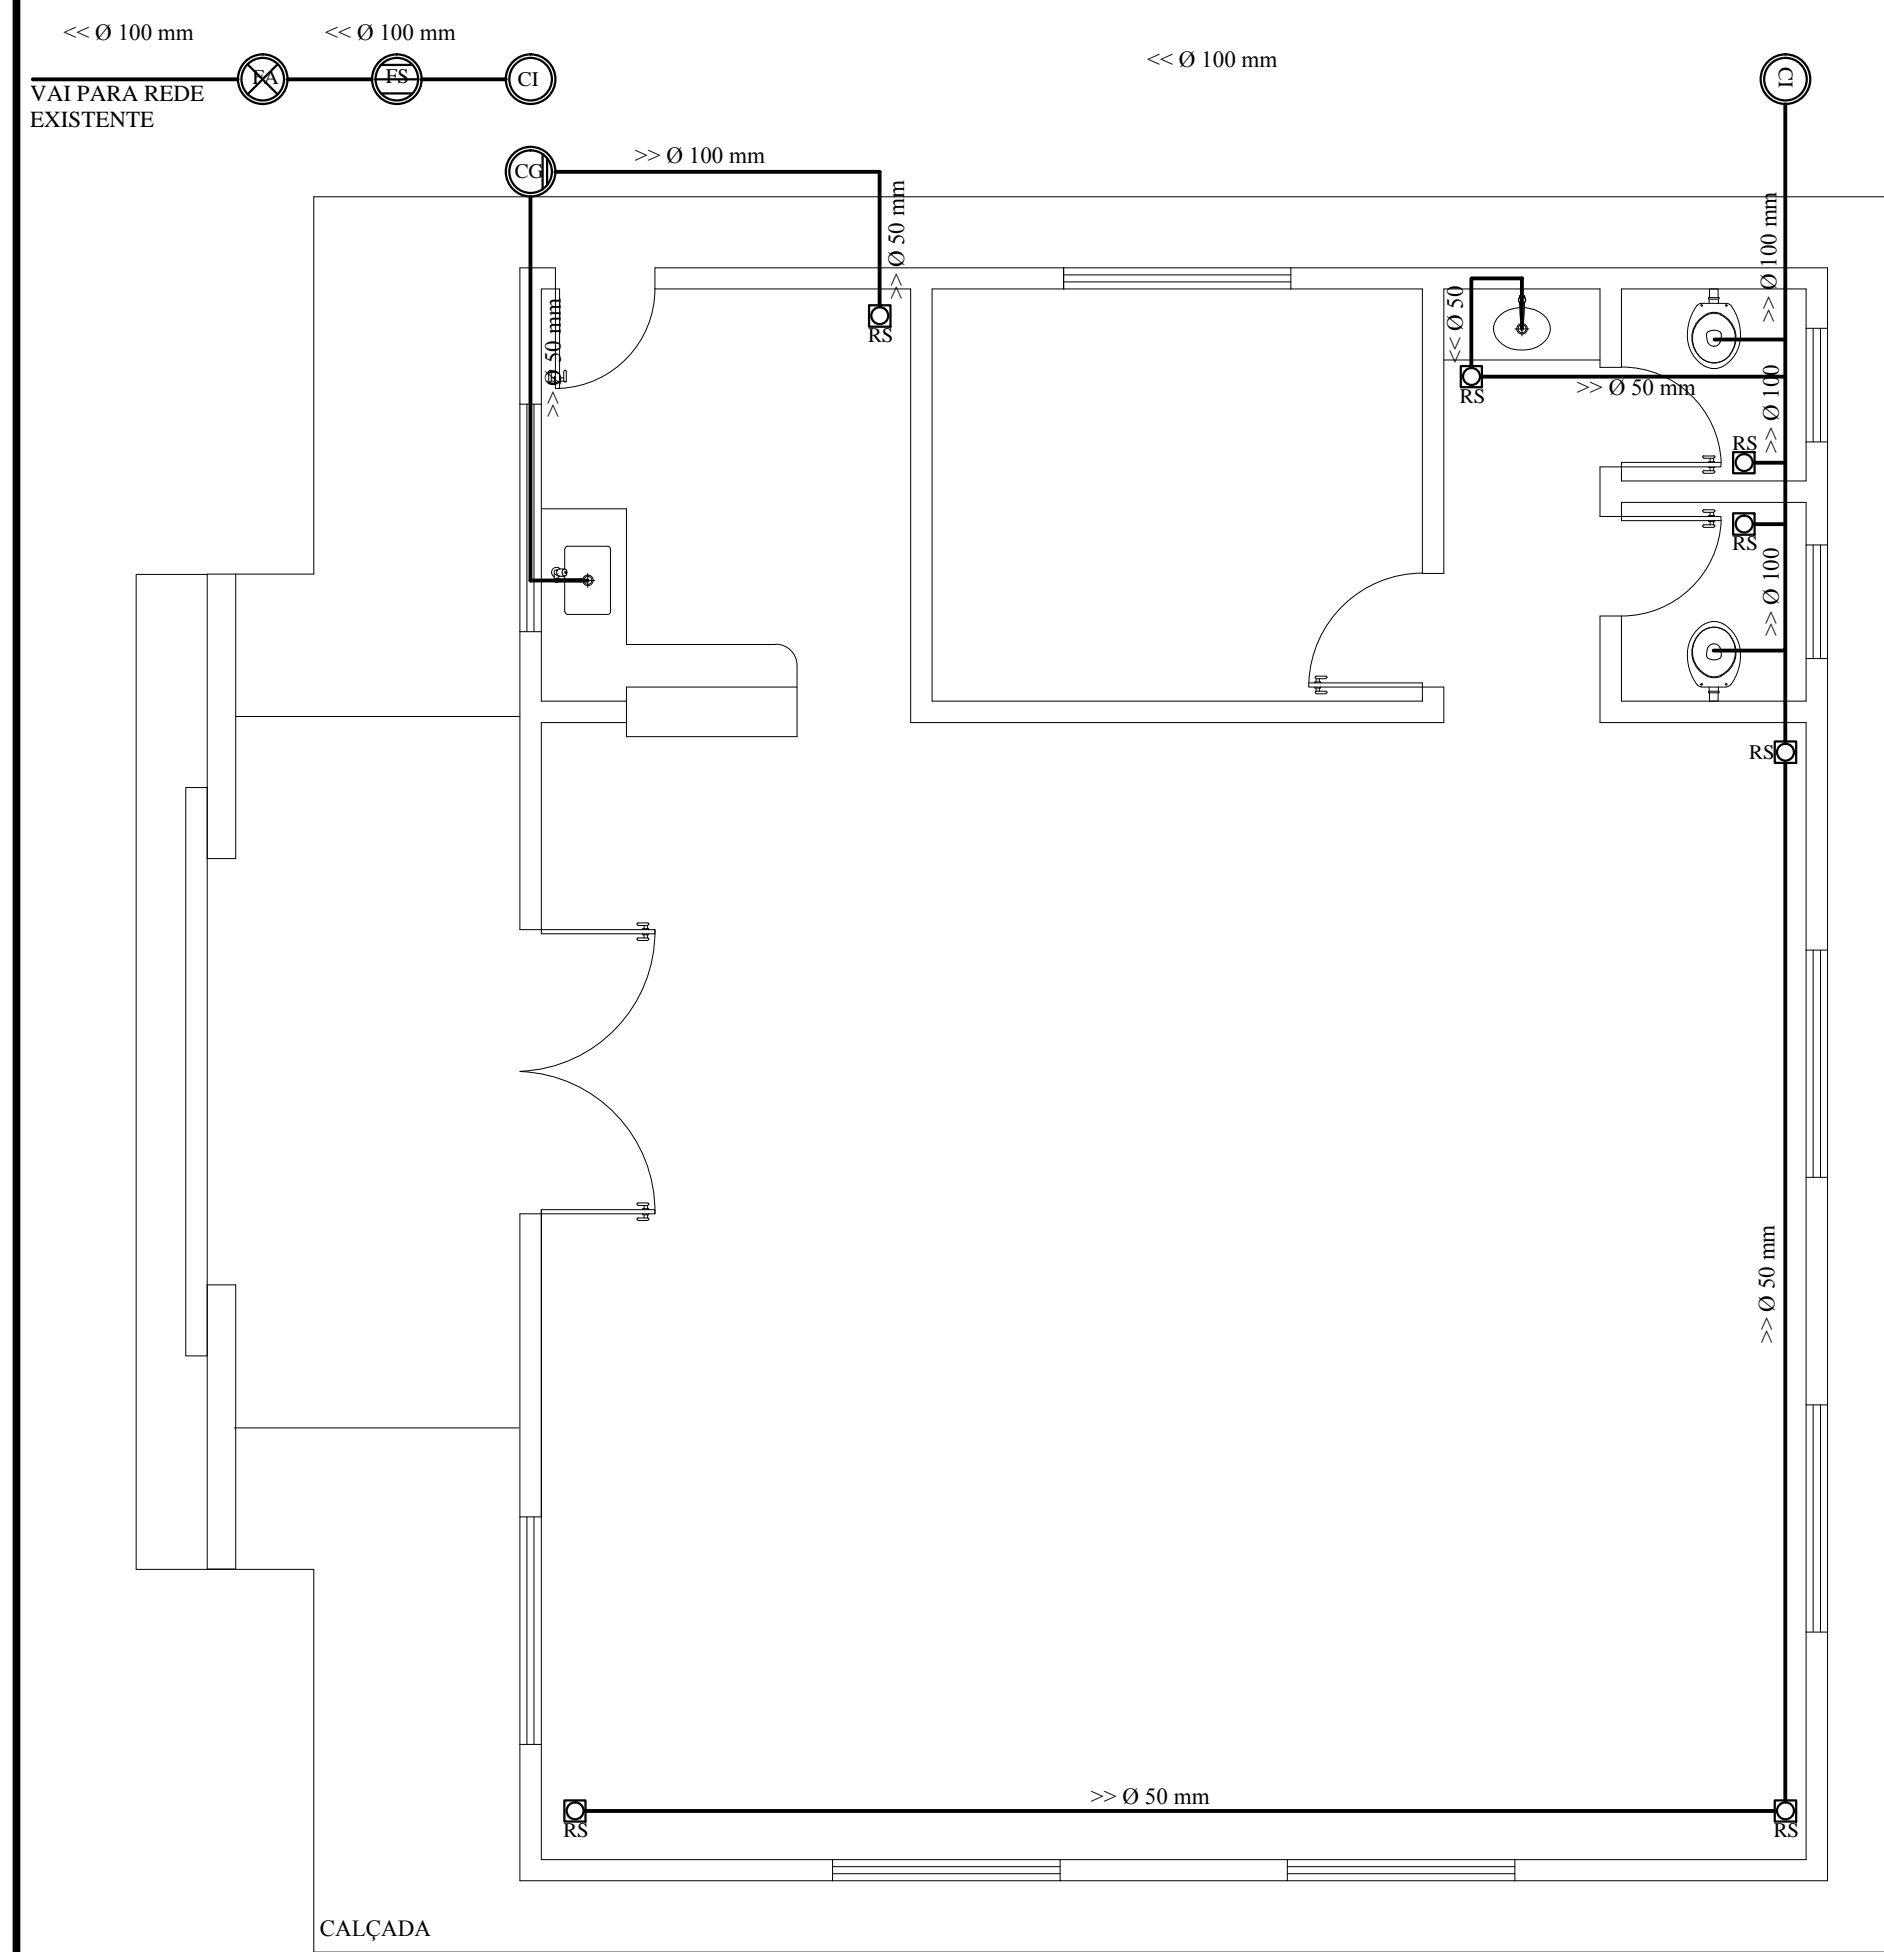 << Ø 100 mm
<< Ø 100 mm
<< Ø 100 mm
FA
FS
CI
CI
VAI PARA REDE
EXISTENTE
CG
>> Ø 100 mm
>> Ø 50 mm
>> Ø 100 mm
>> Ø 50 mm
RS
<< Ø 50
RS
>> Ø 50 mm
>> Ø 100
RS
RS
>> Ø 100
RS
>> Ø 50 mm
>> Ø 50 mm
RS
RS
CALÇADA